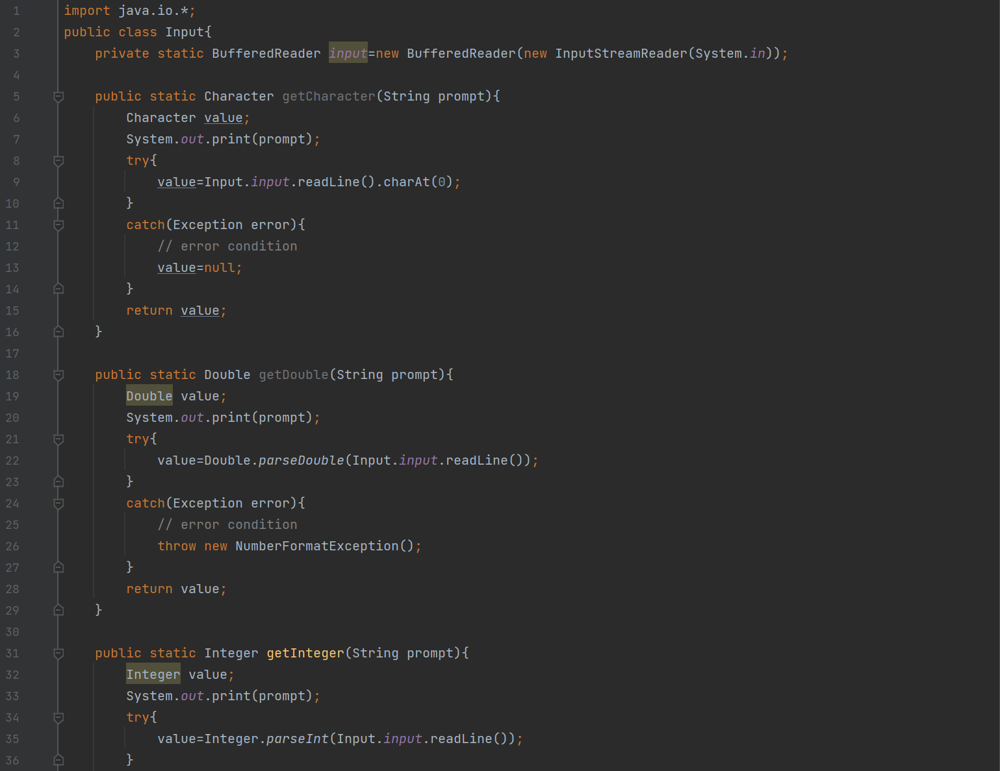 1 import java.io.*;
2 public class Input{
3     private static BufferedReader input=new BufferedReader(new InputStreamReader(System.in));
4
5     public static Character getCharacter(String prompt){
6         Character value;
7         System.out.print(prompt);
8         try{
9             value=Input.input.readLine().charAt(0);
10         }
11         catch(Exception error){
12             // error condition
13             value=null;
14         }
15         return value;
16     }
17
18     public static Double getDouble(String prompt){
19         Double value;
20         System.out.print(prompt);
21         try{
22             value=Double.parseDouble(Input.input.readLine());
23         }
24         catch(Exception error){
25             // error condition
26             throw new NumberFormatException();
27         }
28         return value;
29     }
30
31     public static Integer getInteger(String prompt){
32         Integer value;
33         System.out.print(prompt);
34         try{
35             value=Integer.parseInt(Input.input.readLine());
36         }